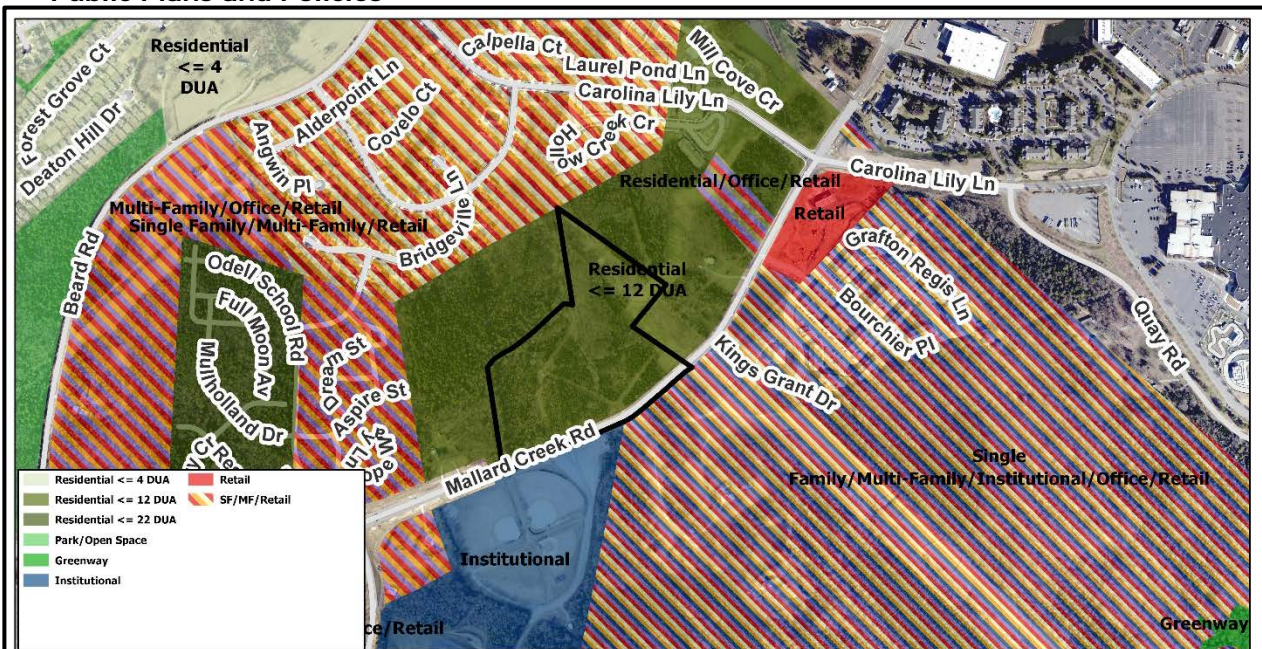 Public Plans and Policies
Residential
<= 4
DUA
Forest Grove Ct
Deaton Hill Dr
Alderpoint Ln
Covelo Ct
Angwin Pl
Calpella Ct
Laurel Pond Ln
Carolina Lily Ln
Mill Cove Cr
Holl
ow Creek Cr
Bridgeville Ln
Multi-Family/Office/Retail
Single Family/Multi-Family/Retail
Residential/Office/Retail
Retail
Carolina Lily Ln
Beard Rd
Residential
<= 12 DUA
Grafton Regis Ln
Bourchier Pl
Quay Rd
Kings Grant Dr
Odell School Rd
Full Moon Av
Mullholland Dr
Dream St
Aspire St
Mallard Creek Rd
Single
Family/Multi-Family/Institutional/Office/Retail
Institutional
ce/Retail
Greenway
Residential <= 4 DUA
Residential <= 12 DUA
Residential <= 22 DUA
Park/Open Space
Greenway
Institutional
Retail
SF/MF/Retail